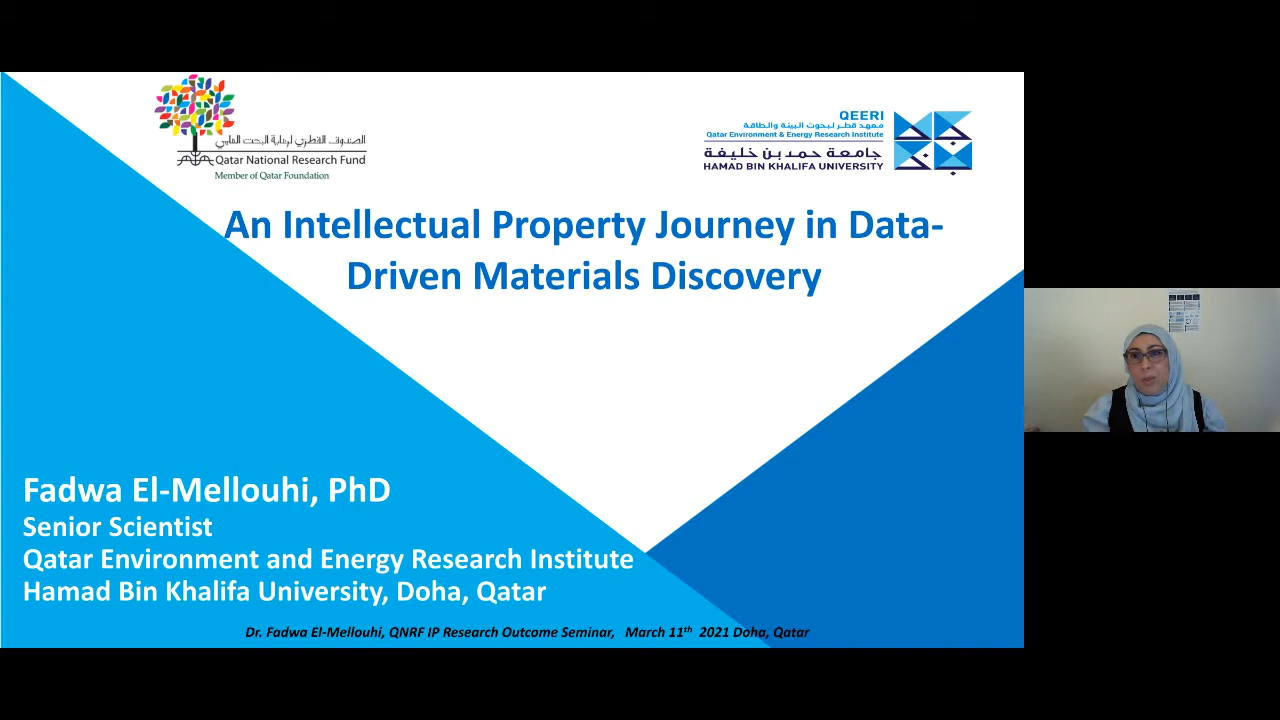 الصندوق القطري لرعاية البحث العلمي
Qatar National Research Fund
Member of Qatar Foundation
QEERI
معهد قطر لبحوث البيئة والطاقة
Qatar Environment & Energy Research Institute
جامعة حمد بن خليفة
HAMAD BIN KHALIFA UNIVERSITY
An Intellectual Property Journey in Data-
Driven Materials Discovery
Fadwa El-Mellouhi, PhD
Senior Scientist
Qatar Environment and Energy Research Institute
Hamad Bin Khalifa University, Doha, Qatar
Dr. Fadwa El-Mellouhi, QNRF IP Research Outcome Seminar, March 11th 2021 Doha, Qatar